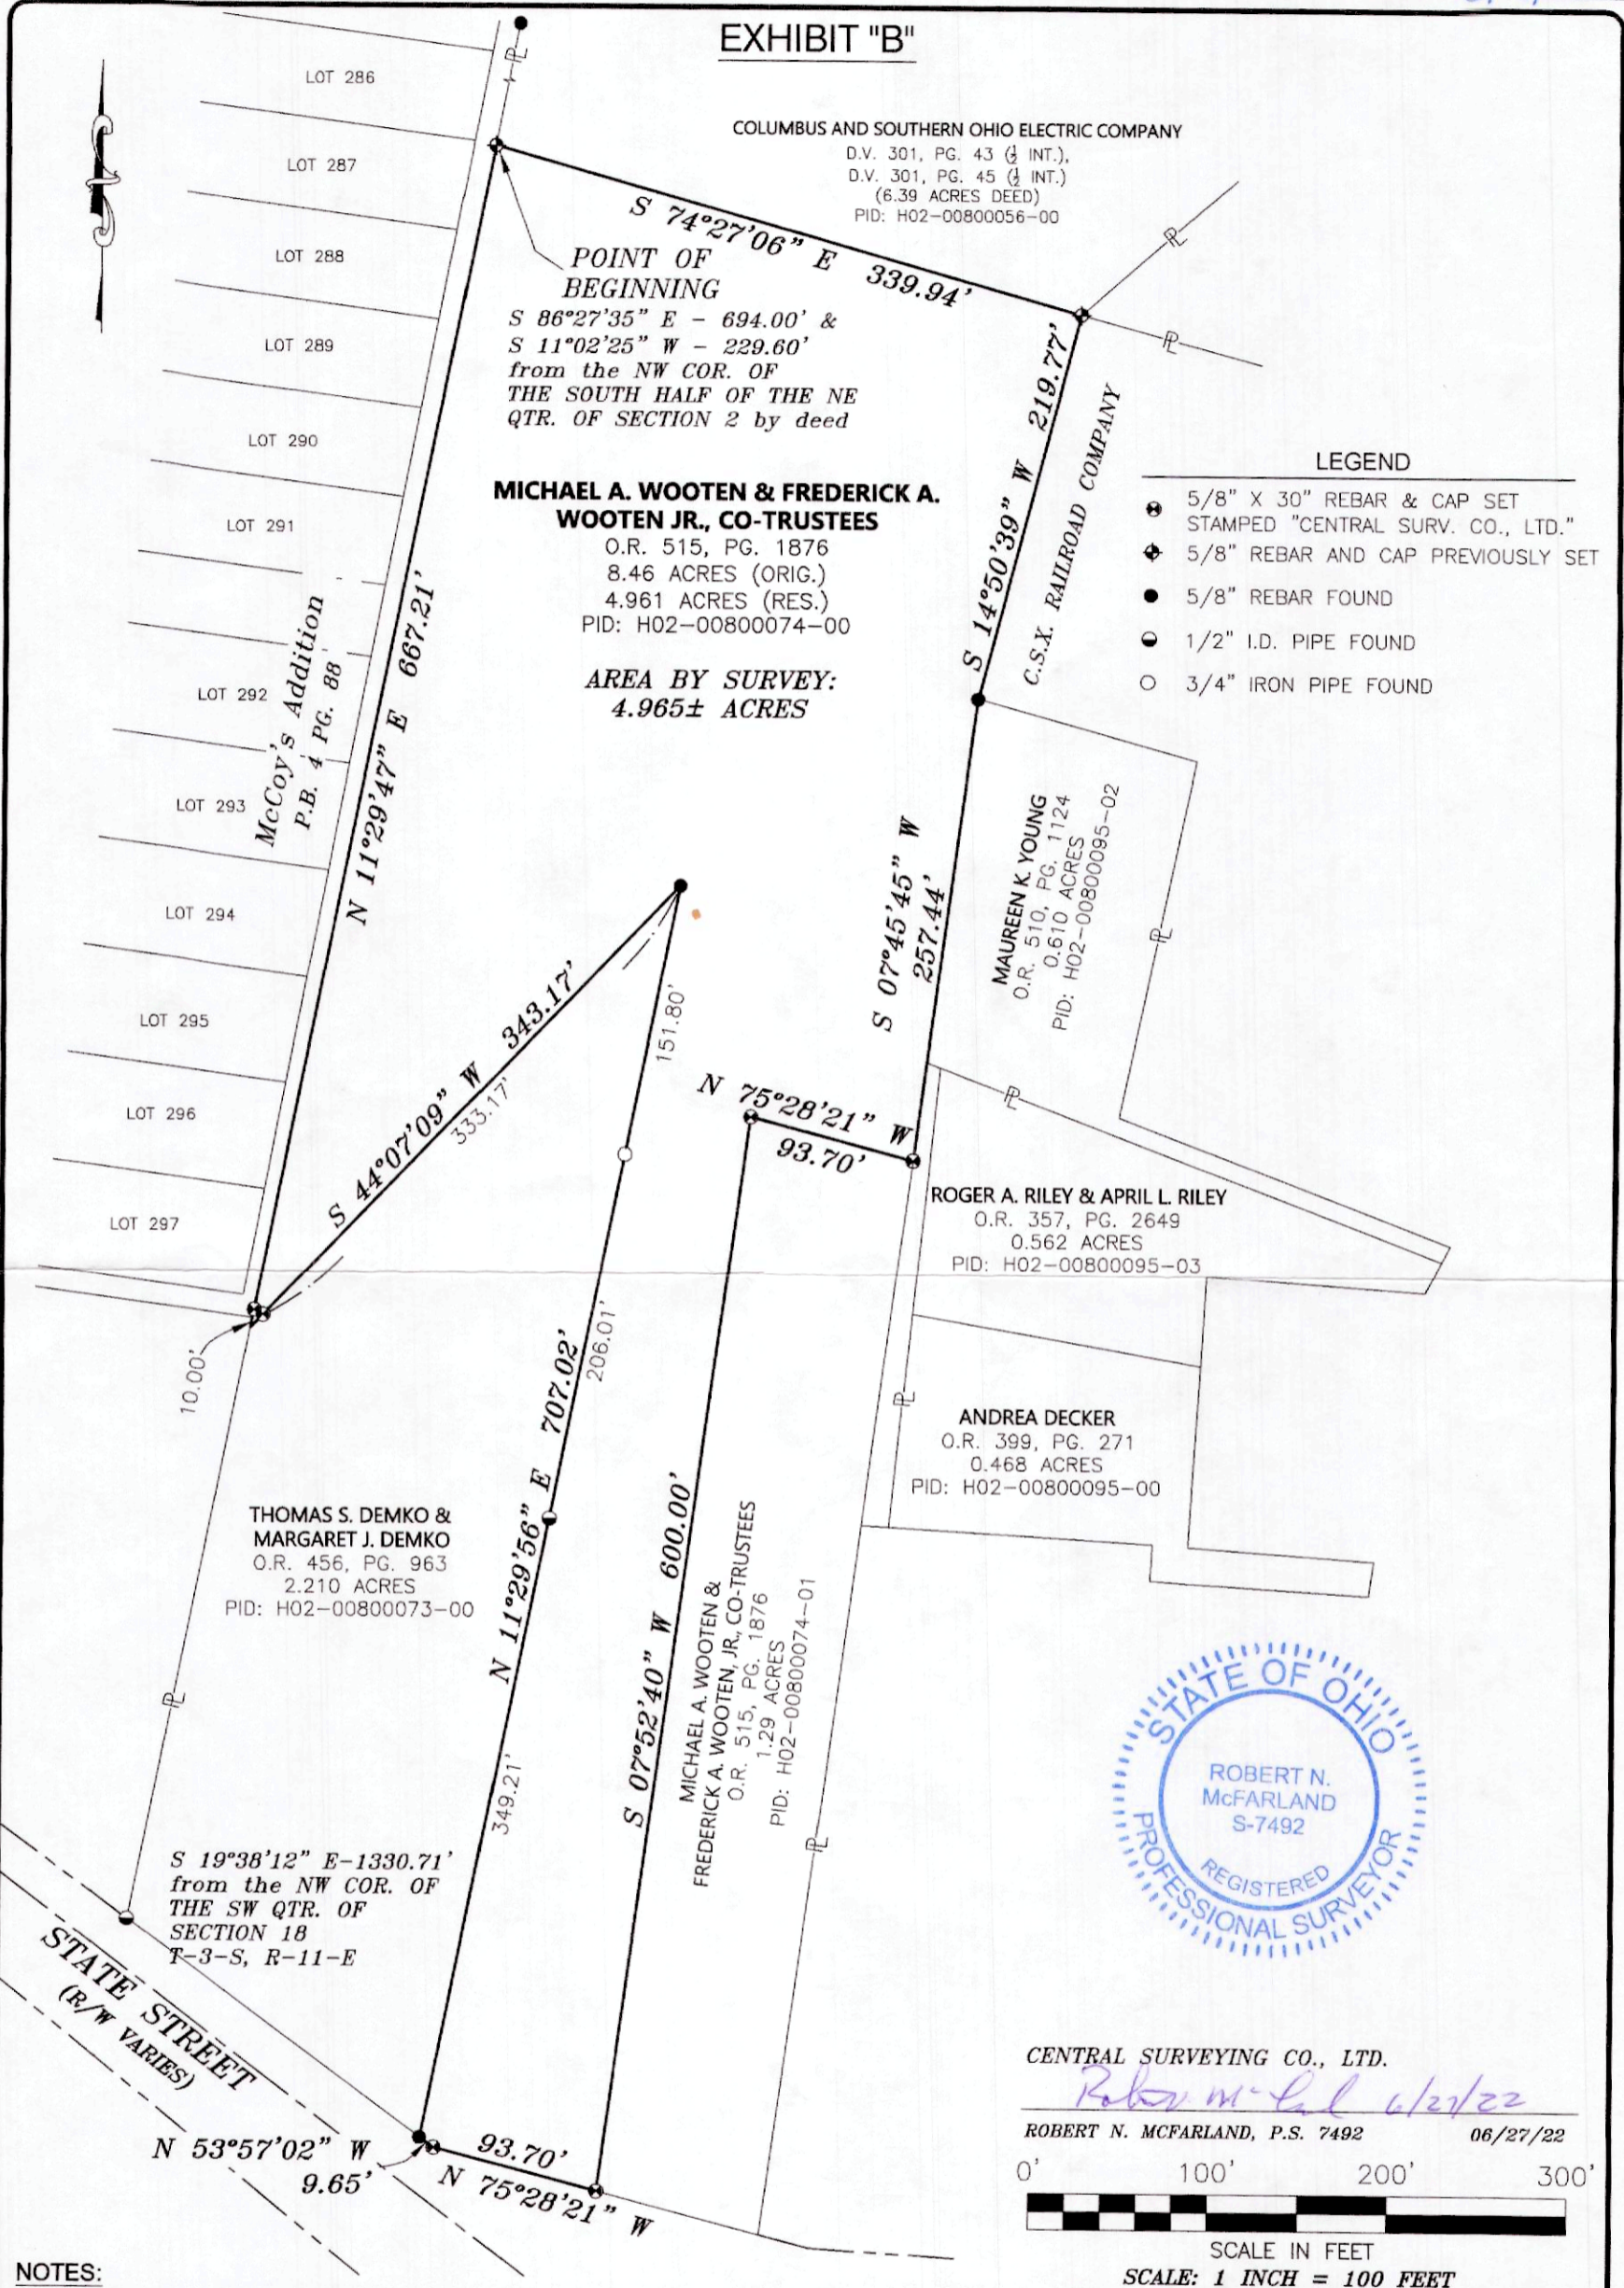 EXHIBIT "B"
LOT 286
LOT 287
LOT 288
LOT 289
LOT 290
LOT 291
LOT 292
LOT 293
LOT 294
LOT 295
LOT 296
LOT 297
McCoy's Addition
P.B. 4 PG. 88
COLUMBUS AND SOUTHERN OHIO ELECTRIC COMPANY
D.V. 301, PG. 43 (½ INT.),
D.V. 301, PG. 45 (½ INT.)
(6.39 ACRES DEED)
PID: H02-00800056-00
S 74°27'06" E 339.94'
POINT OF
BEGINNING
S 86°27'35" E - 694.00' &
S 11°02'25" W - 229.60'
from the NW COR. OF
THE SOUTH HALF OF THE NE
QTR. OF SECTION 2 by deed
MICHAEL A. WOOTEN & FREDERICK A.
WOOTEN JR., CO-TRUSTEES
O.R. 515, PG. 1876
8.46 ACRES (ORIG.)
4.961 ACRES (RES.)
PID: H02-00800074-00
AREA BY SURVEY:
4.965± ACRES
N 11°29'47" E 667.21'
S 14°50'39" W 219.77'
C.S.X. RAILROAD COMPANY
LEGEND
5/8" X 30" REBAR & CAP SET
STAMPED "CENTRAL SURV. CO., LTD."
5/8" REBAR AND CAP PREVIOUSLY SET
5/8" REBAR FOUND
1/2" I.D. PIPE FOUND
3/4" IRON PIPE FOUND
S 07°45'45" W
257.44'
MAUREEN K. YOUNG
O.R. 510, PG. 1124
0.610 ACRES
PID: H02-00800095-02
S 44°07'09" W 343.17'
333.17'
151.80'
N 75°28'21" W
93.70'
ROGER A. RILEY & APRIL L. RILEY
O.R. 357, PG. 2649
0.562 ACRES
PID: H02-00800095-03
10.00'
206.01'
N 11°29'56" E 707.02'
349.21'
ANDREA DECKER
O.R. 399, PG. 271
0.468 ACRES
PID: H02-00800095-00
THOMAS S. DEMKO &
MARGARET J. DEMKO
O.R. 456, PG. 963
2.210 ACRES
PID: H02-00800073-00
S 07°52'40" W 600.00'
MICHAEL A. WOOTEN &
FREDERICK A. WOOTEN, JR., CO-TRUSTEES
O.R. 515, PG. 1876
1.29 ACRES
PID: H02-00800074-01
STATE OF OHIO
ROBERT N.
McFARLAND
S-7492
REGISTERED
PROFESSIONAL SURVEYOR
S 19°38'12" E-1330.71'
from the NW COR. OF
THE SW QTR. OF
SECTION 18
T-3-S, R-11-E
STATE STREET
(R/W VARIES)
N 53°57'02" W
9.65'
93.70'
N 75°28'21" W
CENTRAL SURVEYING CO., LTD.
6/27/22
ROBERT N. MCFARLAND, P.S. 7492 06/27/22
0' 100' 200' 300'
SCALE IN FEET
SCALE: 1 INCH = 100 FEET
NOTES: